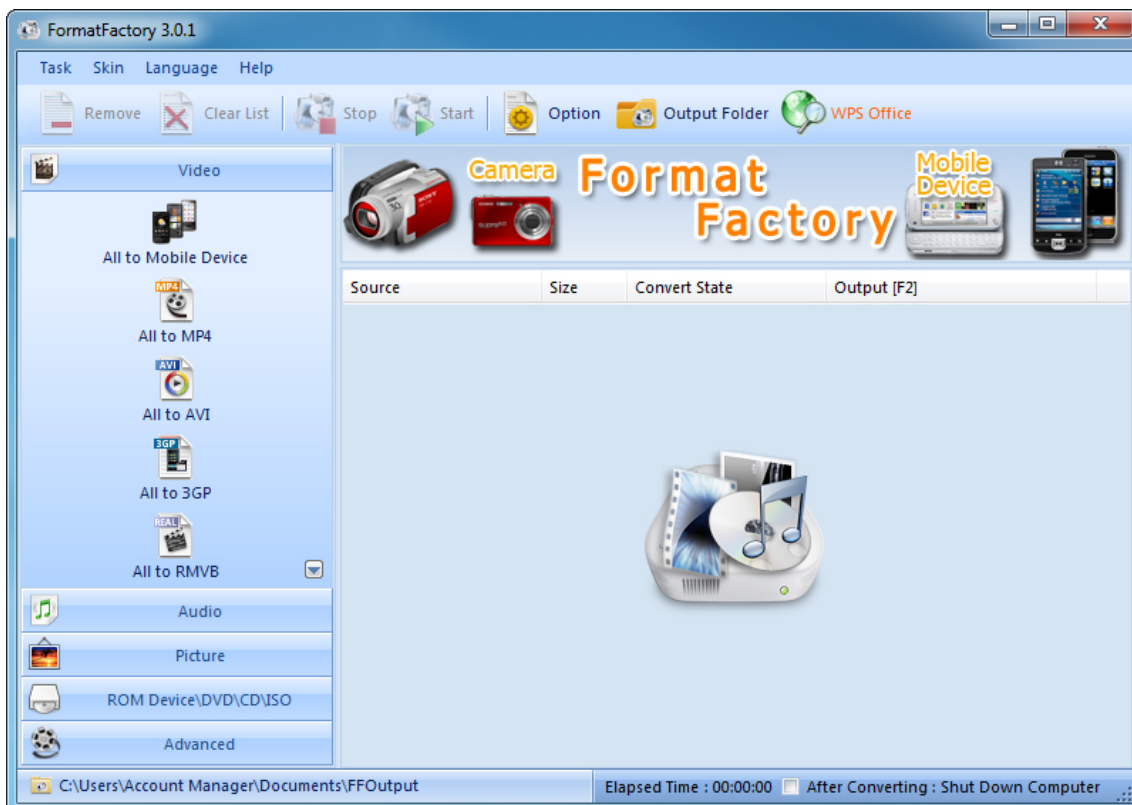 FormatFactory 3.0.1
Task Skin Language Help
Remove Clear List Stop Start Option Output Folder WPS Office
Video
Camera
Format
Factory
Mobile
Device
All to Mobile Device
MP4
All to MP4
AVI
All to AVI
3GP
All to 3GP
REAL
All to RMVB
Source Size Convert State Output [F2]
Audio
Picture
ROM Device\DVD\CD\ISO
Advanced
C:\Users\Account Manager\Documents\FFOutput
Elapsed Time : 00:00:00 After Converting : Shut Down Computer